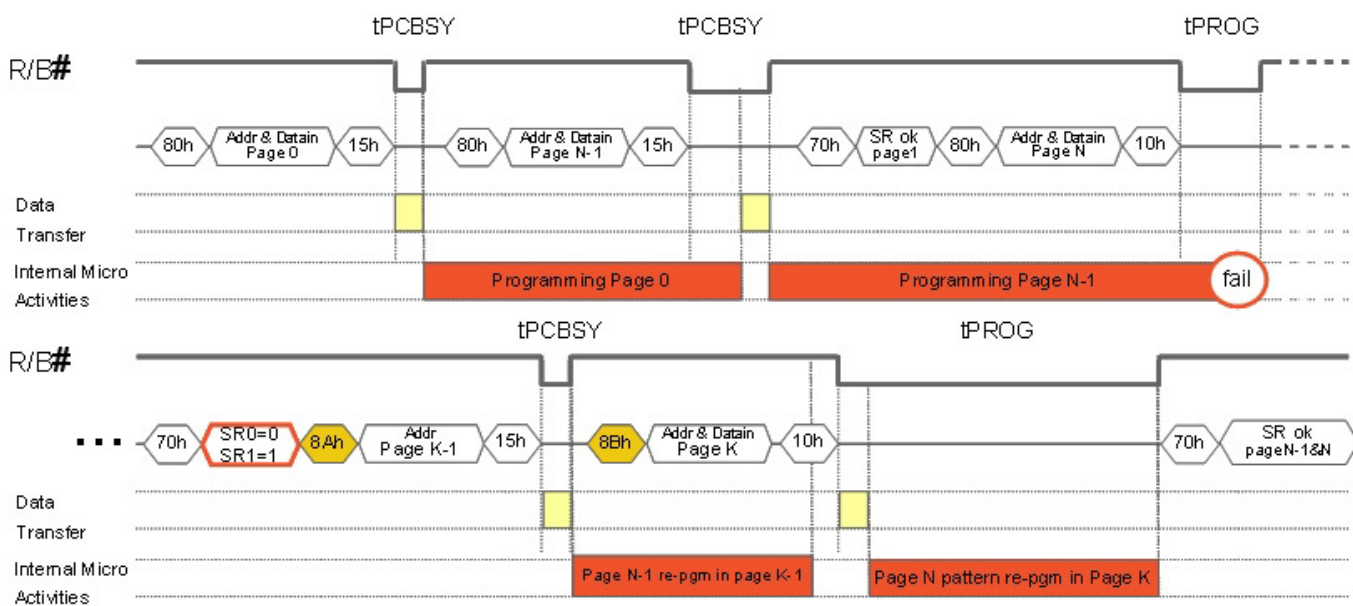 tPCBSY tPCBSY tPROG
R/B#
80h Addr & Datain Page 0 15h 80h Addr & Datain Page N-1 15h 70h SR ok page1 80h Addr & Datain Page N 10h
Data
Transfer
Internal Micro
Activities
Programming Page 0 Programming Page N-1 fail
tPCBSY tPROG
R/B#
... 70h SR0=0 SR1=1 8Ah Addr Page K-1 15h 8Bh Addr & Datain Page K 10h 70h SR ok pageN-1&N
Data
Transfer
Internal Micro
Activities
Page N-1 re-pgm in page K-1 Page N pattern re-pgm in Page K